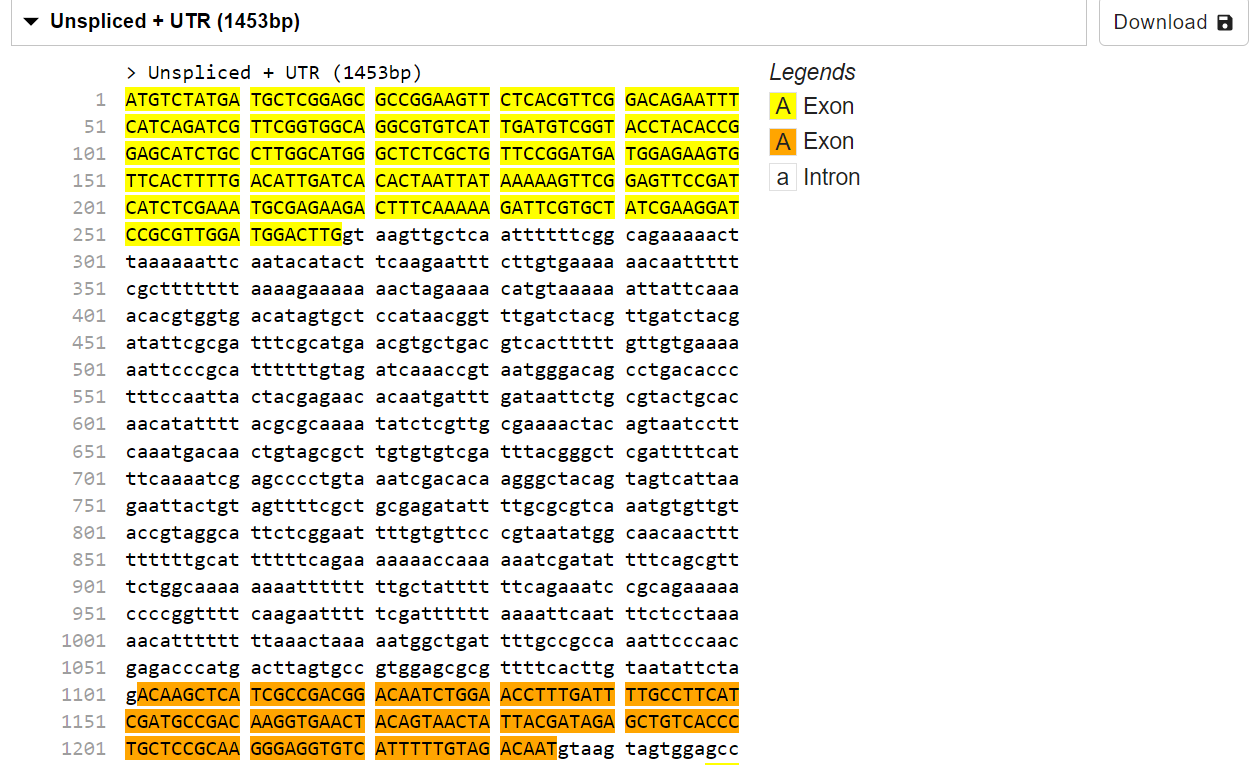 Unspliced + UTR (1453bp)
Download
> Unspliced + UTR (1453bp)
1 ATGTCTATGA TGCTCGGAGC GCCGGAAGTT CTCACGTTCG GACAGAATTT
51 CATCAGATCG TTCGGTGGCA GGCGTGTCAT TGATGTCGGT ACCTACACCG
101 GAGCATCTGC CTTGGCATGG GCTCTCGCTG TTCCGGATGA TGGAGAAGTG
151 TTCACTTTTG ACATTGATCA CACTAATTAT AAAAAGTTCG GAGTTCCGAT
201 CATCTCGAAA TGCGAGAAGA CTTTCAAAAA GATTCGTGCT ATCGAAGGAT
251 CCGCGTTGGA TGGACTTGgt aagttgctca attttttcgg cagaaaaact
301 taaaaaattc aatacatact tcaagaattt cttgtgaaaa aacaattttt
351 cgcttttttt aaaagaaaaa aactagaaaa catgtaaaaa attattcaaa
401 acacgtggtg acatagtgct ccataacggt ttgatctacg ttgatctacg
451 atattcgcga tttcgcatga acgtgctgac gtcacttttt gttgtgaaaa
501 aattcccgca ttttttgtag atcaaaccgt aatgggacag cctgacaccc
551 tttccaatta ctacgagaac acaatgattt gataattctg cgtactgcac
601 aacatatttt acgcgcaaaa tatctcgttg cgaaaactac agtaatcctt
651 caaatgacaa ctgtagcgct tgtgtgtcga tttacgggct cgattttcat
701 ttcaaaatcg agcccctgta aatcgacaca agggctacag tagtcattaa
751 gaattactgt agttttcgct gcgagatatt ttgcgcgtca aatgtgttgt
801 accgtaggca ttctcggaat tttgtgttcc cgtaatatgg caacaacttt
851 ttttttgcat tttttcagaa aaaaaccaaa aaatcgatat tttcagcgtt
901 tctggcaaaa aaaatttttt ttgctatttt ttcagaaatc cgcagaaaaa
951 ccccggtttt caagaatttt tcgatttttt aaaattcaat ttctcctaaa
1001 aacatttttt ttaaactaaa aatggctgat tttgccgcca aattcccaac
1051 gagacccatg acttagtgcc gtggagcgcg ttttcacttg taatattcta
1101 gACAAGCTCA TCGCCGACGG ACAATCTGGA ACCTTTGATT TTGCCTTCAT
1151 CGATGCCGAC AAGGTGAACT ACAGTAACTA TTACGATAGA GCTGTCACCC
1201 TGCTCCGCAA GGGAGGTGTC ATTTTTGTAG ACAATgtaag tagtggagcc
Legends
A Exon
A Exon
a Intron